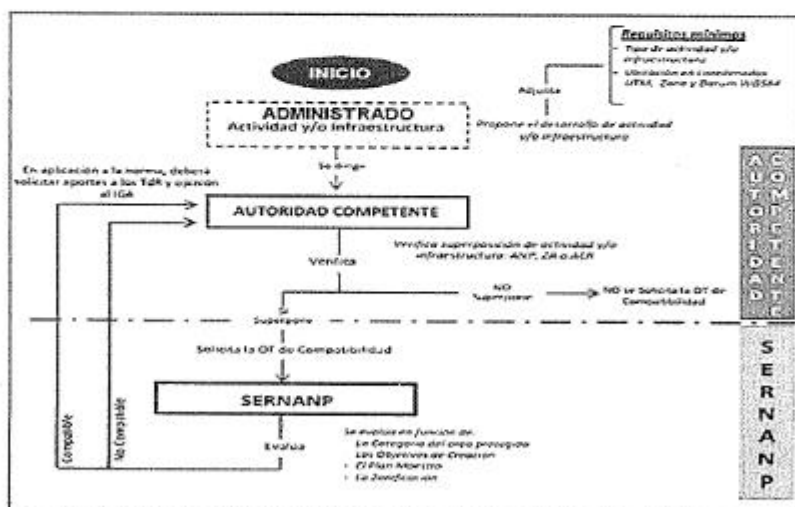 Requisitos mínimos
- Tipo de actividad y/o
infraestructura
- Ubicación en coordenadas
UTM, Zona y Datum WGS84
INICIO
Adjunta
ADMINISTRADO
Actividad y/o Infraestructura
Propone el desarrollo de actividad
y/o infraestructura
Se dirige
En aplicación a la norma, deberá
solicitar aportes a los TdR y opinión
al IGA
AUTORIDAD COMPETENTE
Verifica
Verifica superposición de actividad y/o
infraestructura: ANP, ZA o ACR
NO
Superpone
NO se Solicita la OT de
Compatibilidad
AUTORIDAD
COMPETENTE
Superpone
Solicita la OT de Compatibilidad
SERNANP
Evalúa
Se evalúa en función de:
- La Categoría del área protegida
- Los Objetivos de Creación
- El Plan Maestro
- La Zonificación
Compatible
No Compatible
SERNANP